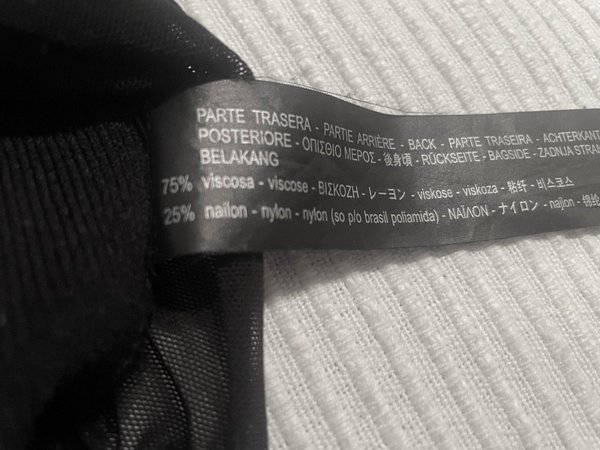 PARTE TRASERA - PARTIE ARRIÈRE - BACK - PARTE TRASEIRA - ACHTERKANT
POSTERIORE - ΟΠΙΣΘΙΟ ΜΕΡΟΣ - 後身頃 - RÜCKSEITE - BAGSIDE - ZADNJA STRAN
BELAKANG
75% viscosa - viscose - ΒΙΣΚΟΖΗ - レーヨン - viskose - viskoza - 粘纤 - 비스코스
25% nailon - nylon - nylon (so p/o brasil poliamida) - ΝΑΪΛΟΝ - ナイロン - najlon - 锦纶